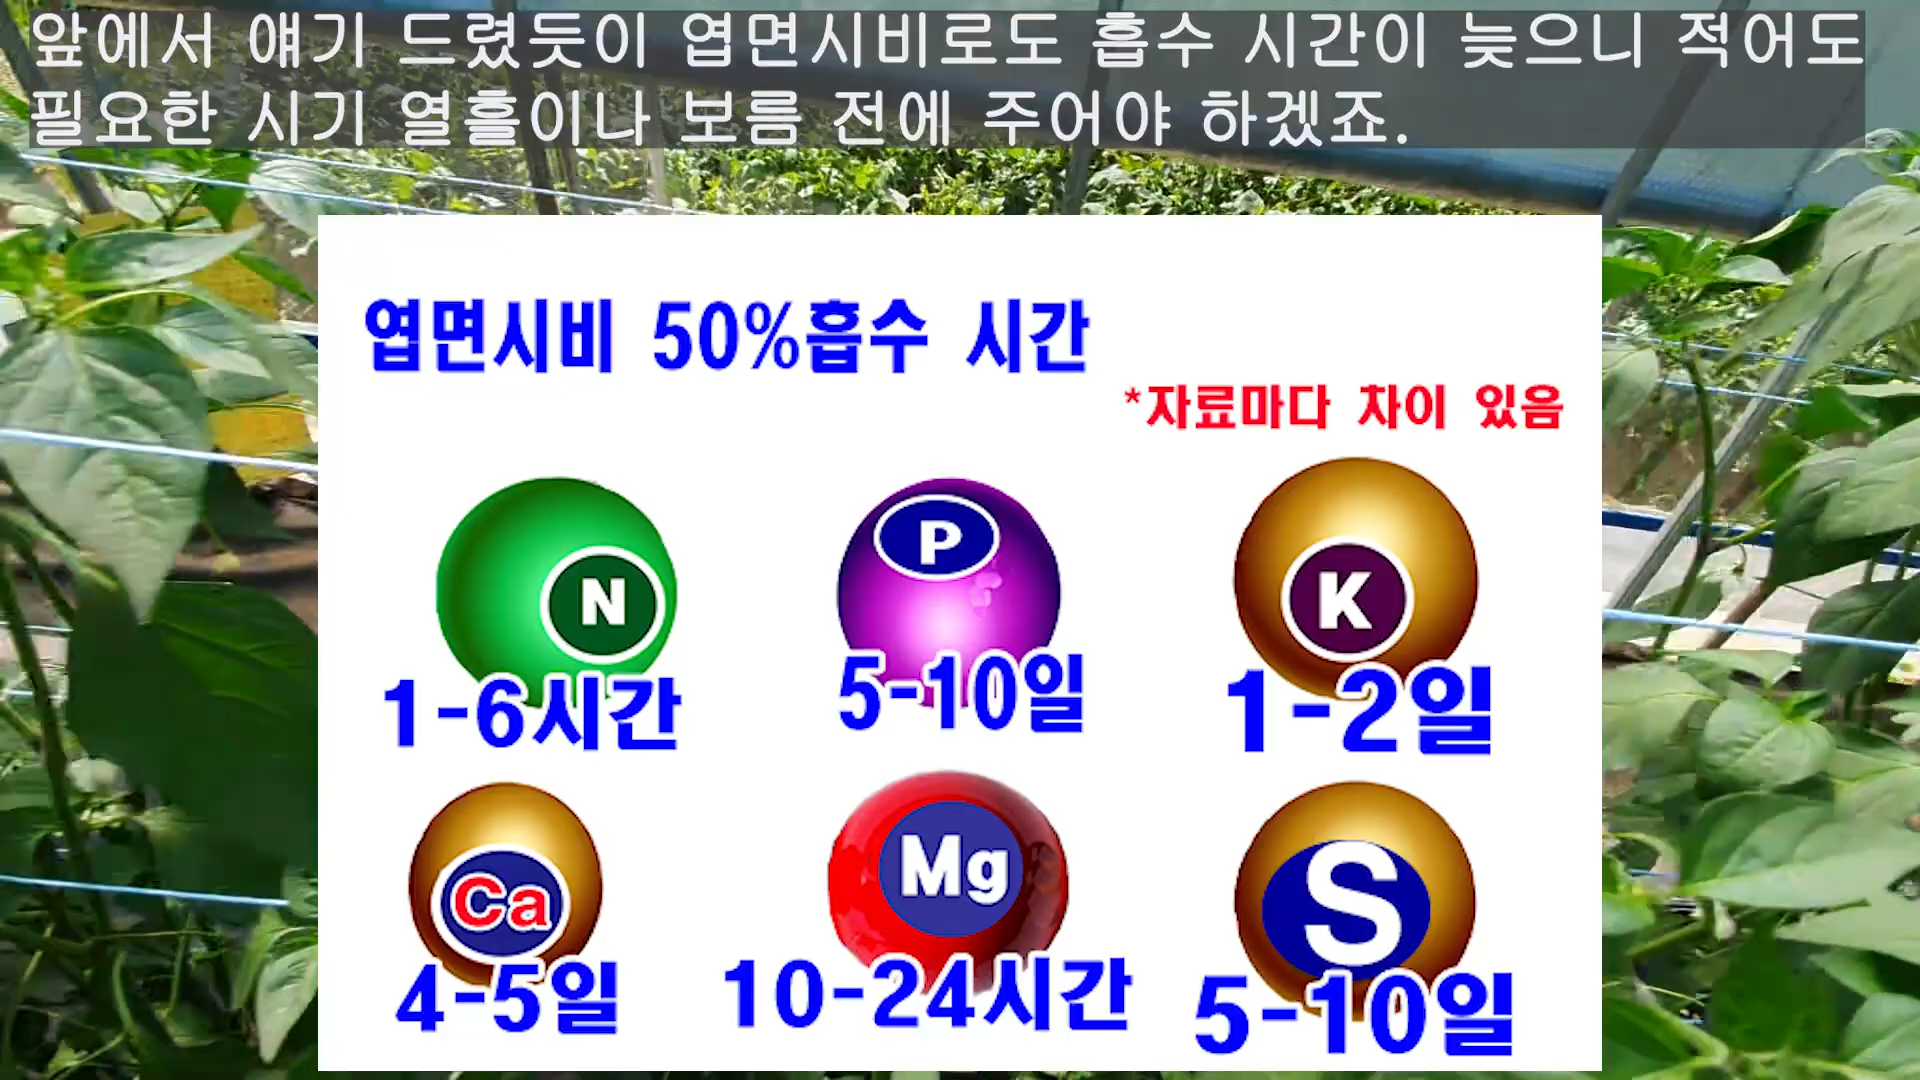 앞에서 얘기 드렸듯이 엽면시비로도 흡수 시간이 늦으니 적어도
필요한 시기 열흘이나 보름 전에 주어야 하겠죠.
엽면시비 50%흡수 시간
*자료마다 차이 있음
N
P
K
1-6시간
5-10일
1-2일
Ca
Mg
S
4-5일
10-24시간
5-10일